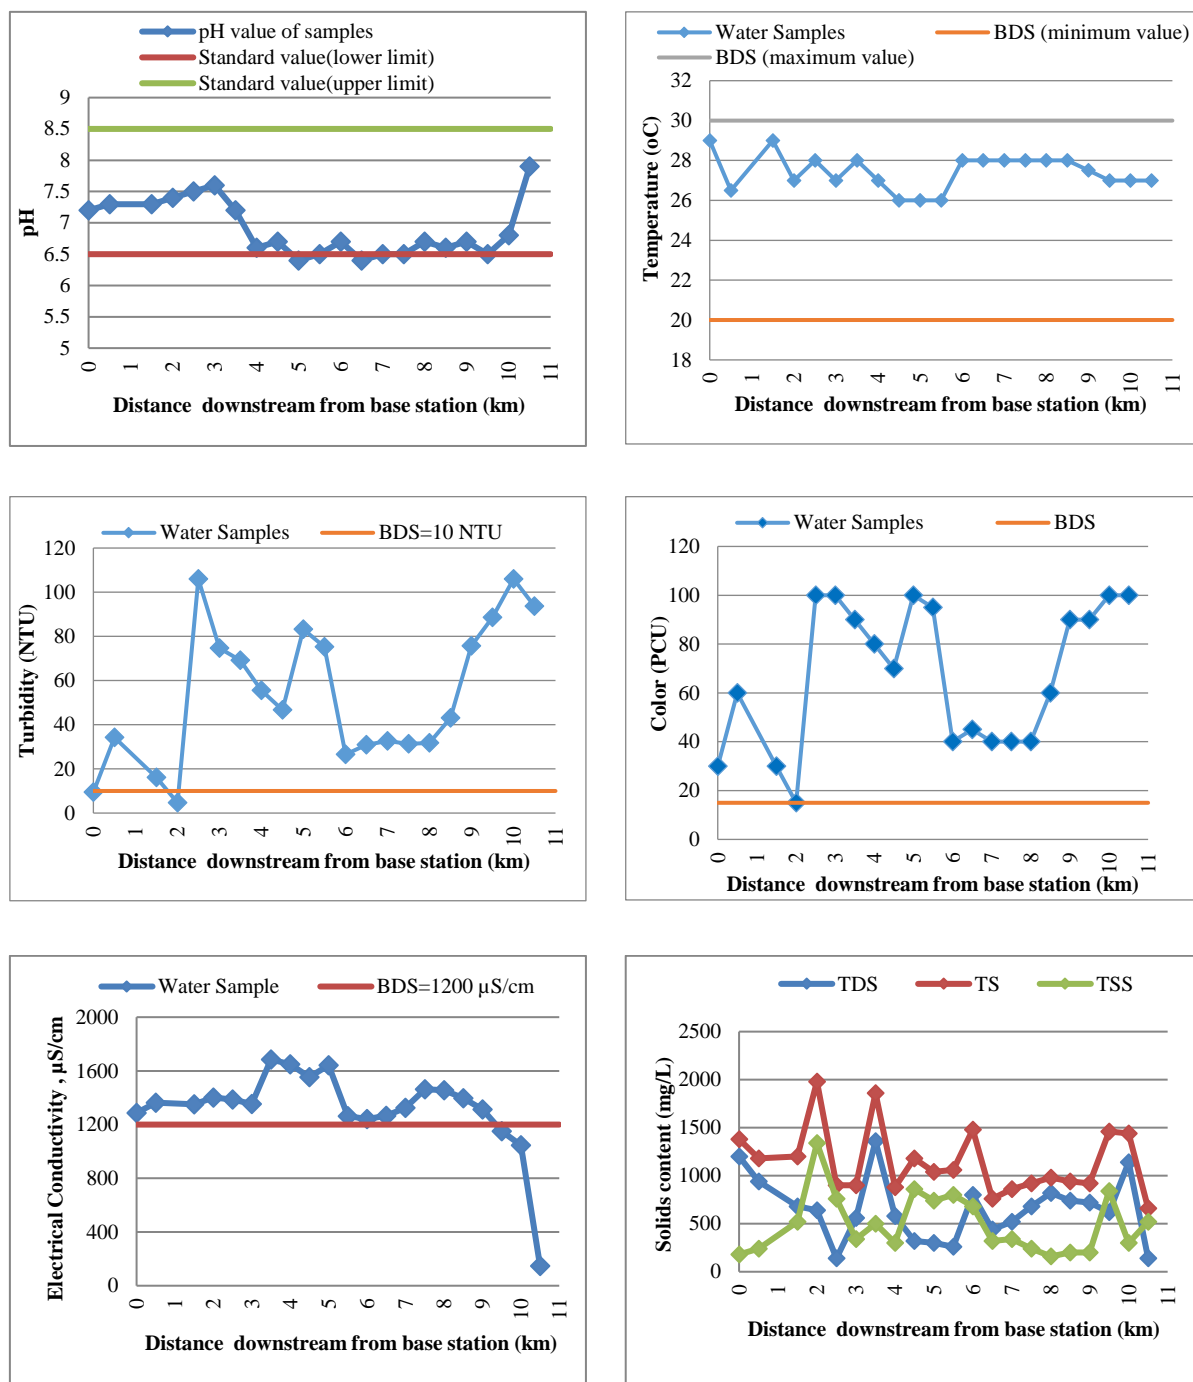 pH value of samples
Standard value(lower limit)
Standard value(upper limit)
9
8.5
8
7.5
7
6.5
6
5.5
5
pH
0 1 2 3 4 5 6 7 8 9 10 11
Distance downstream from base station (km)
Water Samples BDS (minimum value)
BDS (maximum value)
32
30
28
26
24
22
20
18
Temperature (oC)
0 1 2 3 4 5 6 7 8 9 10 11
Distance downstream from base station (km)
Water Samples BDS=10 NTU
120
100
80
60
40
20
0
Turbidity (NTU)
0 1 2 3 4 5 6 7 8 9 10 11
Distance downstream from base station (km)
Water Samples BDS
120
100
80
60
40
20
0
Color (PCU)
0 1 2 3 4 5 6 7 8 9 10 11
Distance downstream from base station (km)
Water Sample BDS=1200 µS/cm
2000
1600
1200
800
400
0
Electrical Conductivity , µS/cm
0 1 2 3 4 5 6 7 8 9 10 11
Distance downstream from base station (km)
TDS TS TSS
2500
2000
1500
1000
500
0
Solids content (mg/L)
0 1 2 3 4 5 6 7 8 9 10 11
Distance downstream from base station (km)